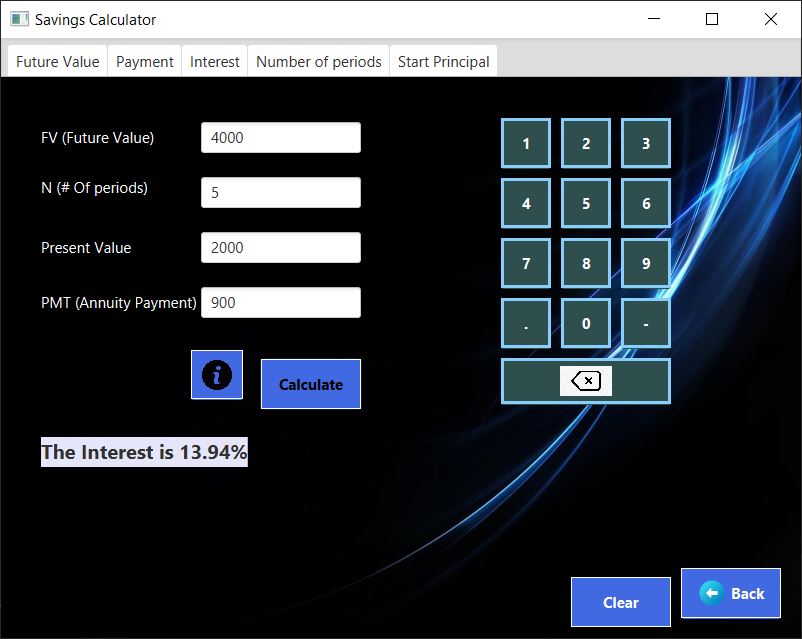 Savings Calculator
Future Value Payment Interest Number of periods Start Principal
FV (Future Value) 4000
N (# Of periods) 5
Present Value 2000
PMT (Annuity Payment) 900
1 2 3
4 5 6
7 8 9
. 0 -
i Calculate
The Interest is 13.94%
Clear Back